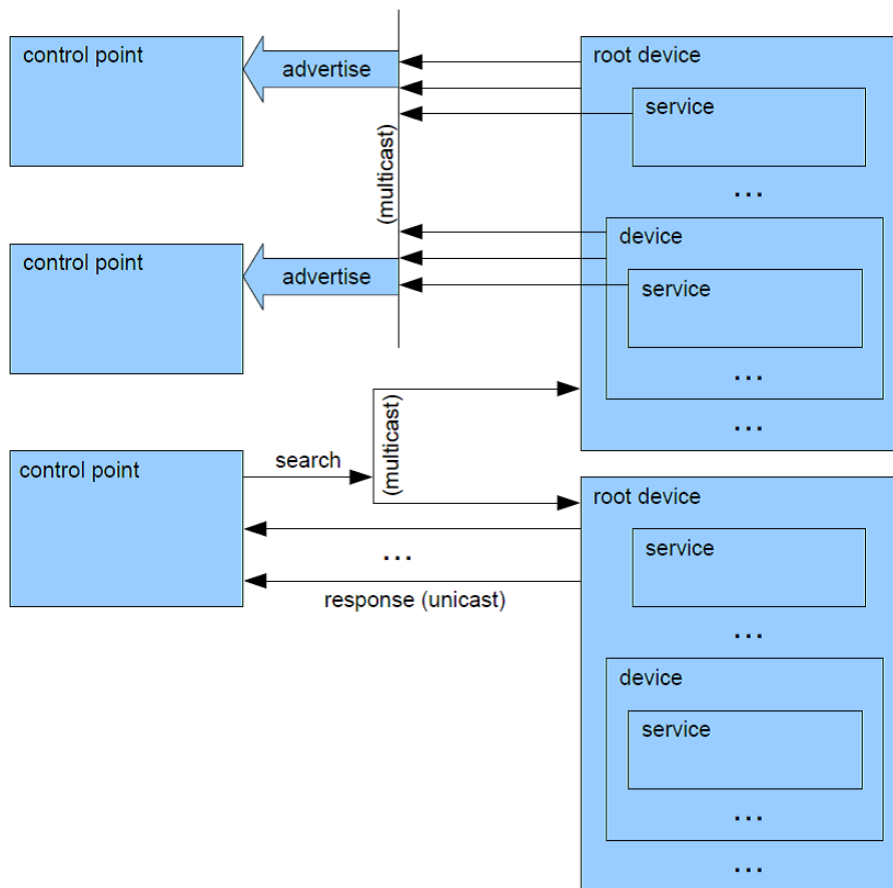 control point
advertise
root device
service
(multicast)
...
control point
advertise
device
service
...
...
control point
search
(multicast)
root device
service
...
response (unicast)
...
device
service
...
...